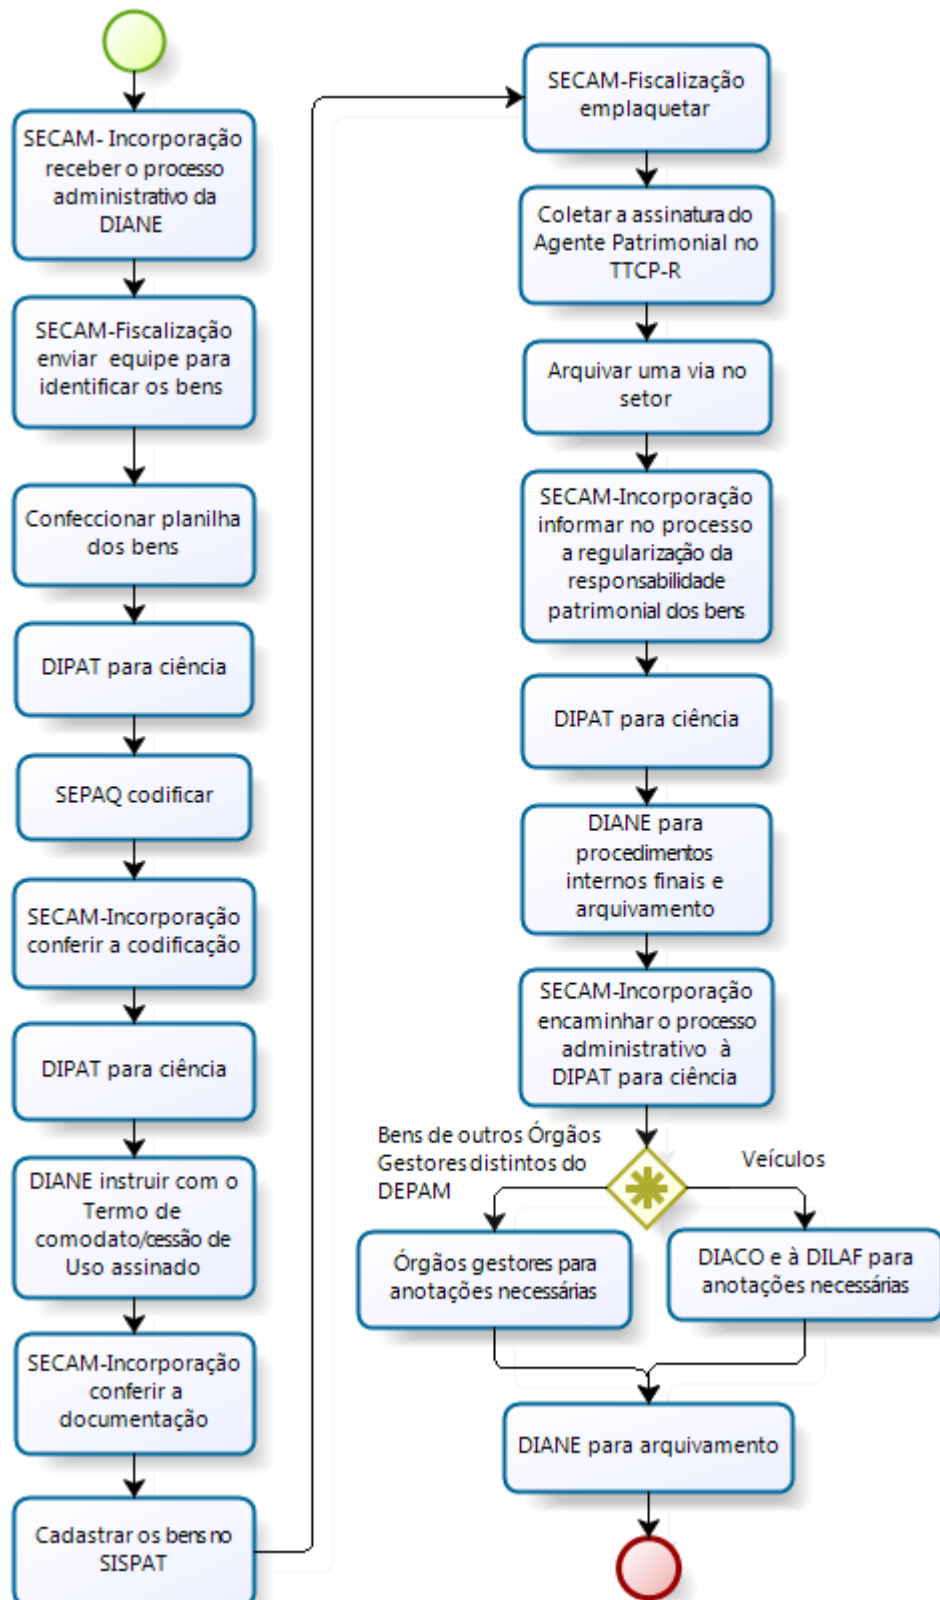 SECAM- Incorporação
receber o processo
administrativo da
DIANE
SECAM-Fiscalização
enviar equipe para
identificar os bens
Confeccionar planilha
dos bens
DIPAT para ciência
SEPAQ codificar
SECAM-Incorporação
conferir a codificação
DIPAT para ciência
DIANE instruir com o
Termo de
comodato/cessão de
Uso assinado
SECAM-Incorporação
conferir a
documentação
Cadastrar os bens no
SISPAT
SECAM-Fiscalização
emplaquetar
Coletar a assinatura do
Agente Patrimonial no
TTCP-R
Arquivar uma via no
setor
SECAM-Incorporação
informar no processo
a regularização da
responsabilidade
patrimonial dos bens
DIPAT para ciência
DIANE para
procedimentos
internos finais e
arquivamento
SECAM-Incorporação
encaminhar o processo
administrativo à
DIPAT para ciência
Bens de outros Órgãos
Gestores distintos do
DEPAM
Veículos
Órgãos gestores para
anotações necessárias
DIACO e à DILAF para
anotações necessárias
DIANE para arquivamento